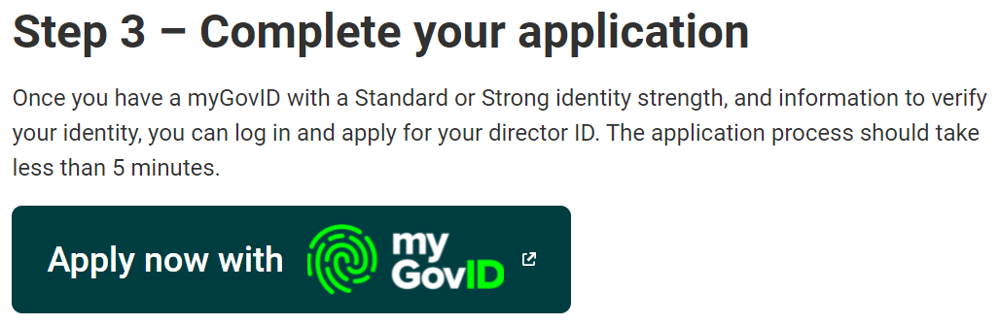 Step 3 – Complete your application
Once you have a myGovID with a Standard or Strong identity strength, and information to verify
your identity, you can log in and apply for your director ID. The application process should take
less than 5 minutes.
Apply now with my GovID